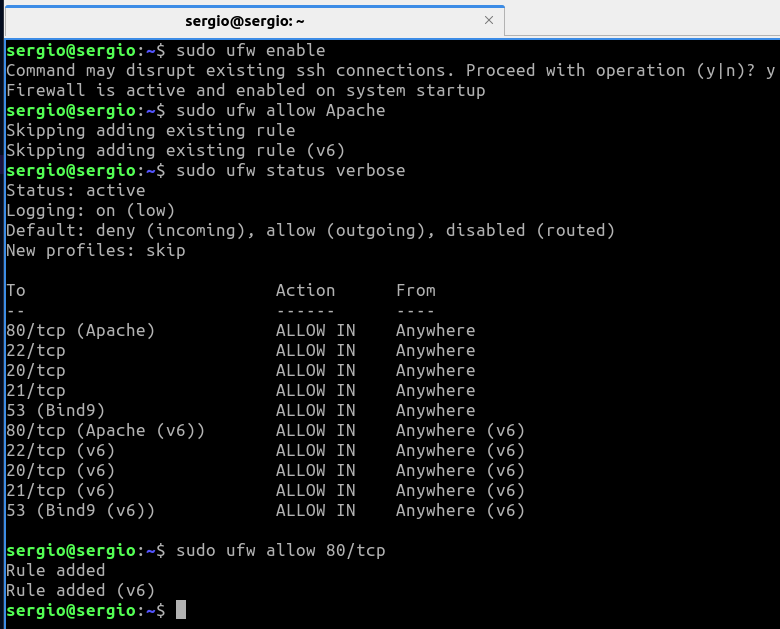 sergio@sergio: ~
sergio@sergio:~$ sudo ufw enable
Command may disrupt existing ssh connections. Proceed with operation (y|n)? y
Firewall is active and enabled on system startup
sergio@sergio:~$ sudo ufw allow Apache
Skipping adding existing rule
Skipping adding existing rule (v6)
sergio@sergio:~$ sudo ufw status verbose
Status: active
Logging: on (low)
Default: deny (incoming), allow (outgoing), disabled (routed)
New profiles: skip

To                         Action      From
--                         ------      ----
80/tcp (Apache)            ALLOW IN    Anywhere
22/tcp                     ALLOW IN    Anywhere
20/tcp                     ALLOW IN    Anywhere
21/tcp                     ALLOW IN    Anywhere
53 (Bind9)                 ALLOW IN    Anywhere
80/tcp (Apache (v6))       ALLOW IN    Anywhere (v6)
22/tcp (v6)                ALLOW IN    Anywhere (v6)
20/tcp (v6)                ALLOW IN    Anywhere (v6)
21/tcp (v6)                ALLOW IN    Anywhere (v6)
53 (Bind9 (v6))            ALLOW IN    Anywhere (v6)

sergio@sergio:~$ sudo ufw allow 80/tcp
Rule added
Rule added (v6)
sergio@sergio:~$